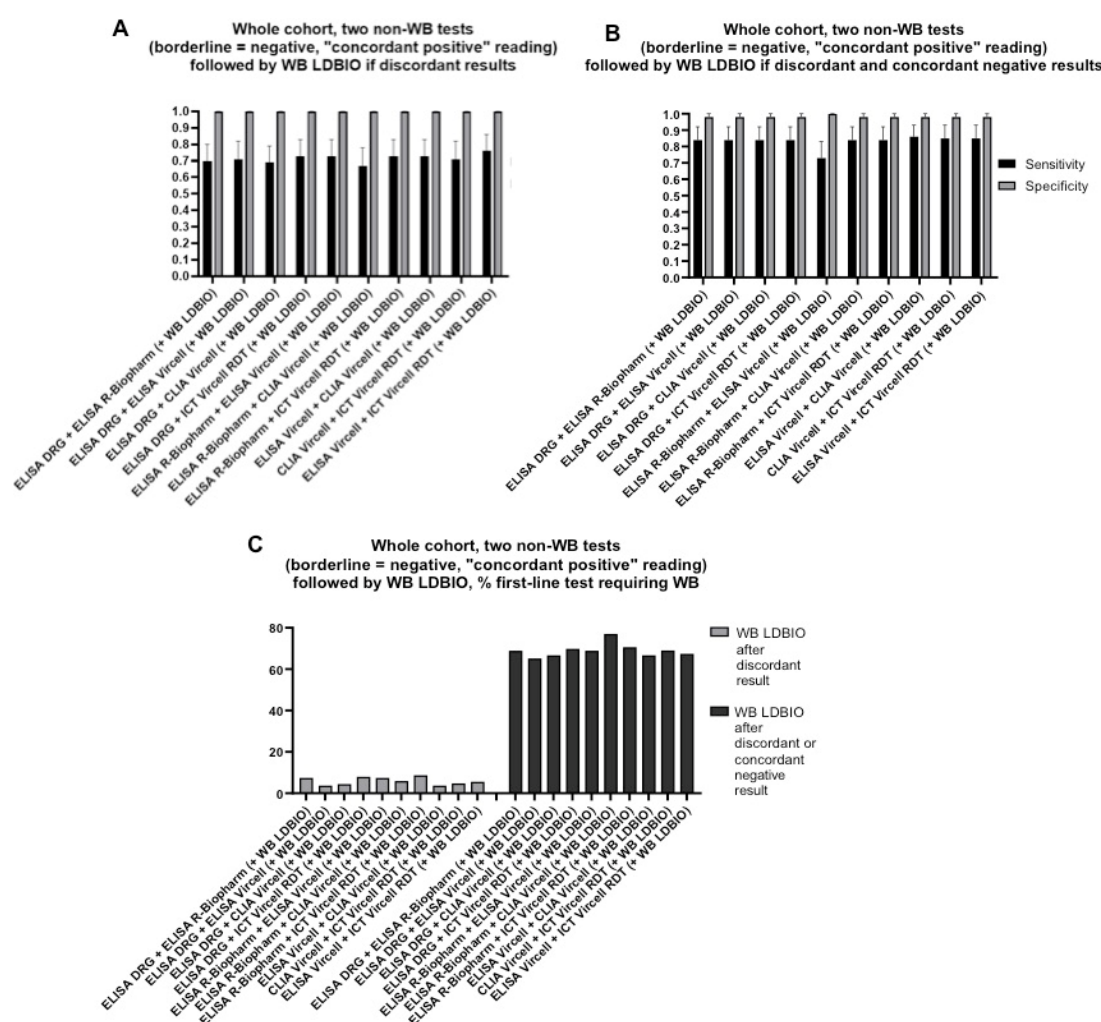 A
Whole cohort, two non-WB tests
(borderline = negative, "concordant positive" reading)
followed by WB LDBIO if discordant results
1.0
0.9
0.8
0.7
0.6
0.5
0.4
0.3
0.2
0.1
0.0
ELISA DRG + ELISA R-Biopharm (+ WB LDBIO)
ELISA DRG + ELISA Vircell (+ WB LDBIO)
ELISA DRG + CLIA Vircell (+ WB LDBIO)
ELISA DRG + ICT Vircell RDT (+ WB LDBIO)
ELISA R-Biopharm + ELISA Vircell (+ WB LDBIO)
ELISA R-Biopharm + CLIA Vircell (+ WB LDBIO)
ELISA R-Biopharm + ICT Vircell RDT (+ WB LDBIO)
ELISA Vircell + CLIA Vircell (+ WB LDBIO)
CLIA Vircell + ICT Vircell RDT (+ WB LDBIO)
ELISA Vircell + ICT Vircell RDT (+ WB LDBIO)
B
Whole cohort, two non-WB tests
(borderline = negative, "concordant positive" reading)
followed by WB LDBIO if discordant and concordant negative results
1.0
0.9
0.8
0.7
0.6
0.5
0.4
0.3
0.2
0.1
0.0
ELISA DRG + ELISA R-Biopharm (+ WB LDBIO)
ELISA DRG + ELISA Vircell (+ WB LDBIO)
ELISA DRG + CLIA Vircell (+ WB LDBIO)
ELISA DRG + ICT Vircell RDT (+ WB LDBIO)
ELISA R-Biopharm + ELISA Vircell (+ WB LDBIO)
ELISA R-Biopharm + CLIA Vircell (+ WB LDBIO)
ELISA R-Biopharm + ICT Vircell RDT (+ WB LDBIO)
ELISA Vircell + CLIA Vircell (+ WB LDBIO)
CLIA Vircell + ICT Vircell RDT (+ WB LDBIO)
ELISA Vircell + ICT Vircell RDT (+ WB LDBIO)
Sensitivity
Specificity
C
Whole cohort, two non-WB tests
(borderline = negative, "concordant positive" reading)
followed by WB LDBIO, % first-line test requiring WB
80
60
40
20
0
ELISA DRG + ELISA R-Biopharm (+ WB LDBIO)
ELISA DRG + ELISA Vircell (+ WB LDBIO)
ELISA DRG + CLIA Vircell (+ WB LDBIO)
ELISA DRG + ICT Vircell RDT (+ WB LDBIO)
ELISA R-Biopharm + ELISA Vircell (+ WB LDBIO)
ELISA R-Biopharm + CLIA Vircell (+ WB LDBIO)
ELISA R-Biopharm + ICT Vircell RDT (+ WB LDBIO)
ELISA Vircell + CLIA Vircell (+ WB LDBIO)
CLIA Vircell + ICT Vircell RDT (+ WB LDBIO)
ELISA Vircell + ICT Vircell RDT (+ WB LDBIO)
ELISA DRG + ELISA R-Biopharm (+ WB LDBIO)
ELISA DRG + ELISA Vircell (+ WB LDBIO)
ELISA DRG + CLIA Vircell (+ WB LDBIO)
ELISA DRG + ICT Vircell RDT (+ WB LDBIO)
ELISA R-Biopharm + ELISA Vircell (+ WB LDBIO)
ELISA R-Biopharm + CLIA Vircell (+ WB LDBIO)
ELISA R-Biopharm + ICT Vircell RDT (+ WB LDBIO)
ELISA Vircell + CLIA Vircell (+ WB LDBIO)
CLIA Vircell + ICT Vircell RDT (+ WB LDBIO)
ELISA Vircell + ICT Vircell RDT (+ WB LDBIO)
WB LDBIO
after
discordant
result
WB LDBIO
after
discordant or
concordant
negative
result